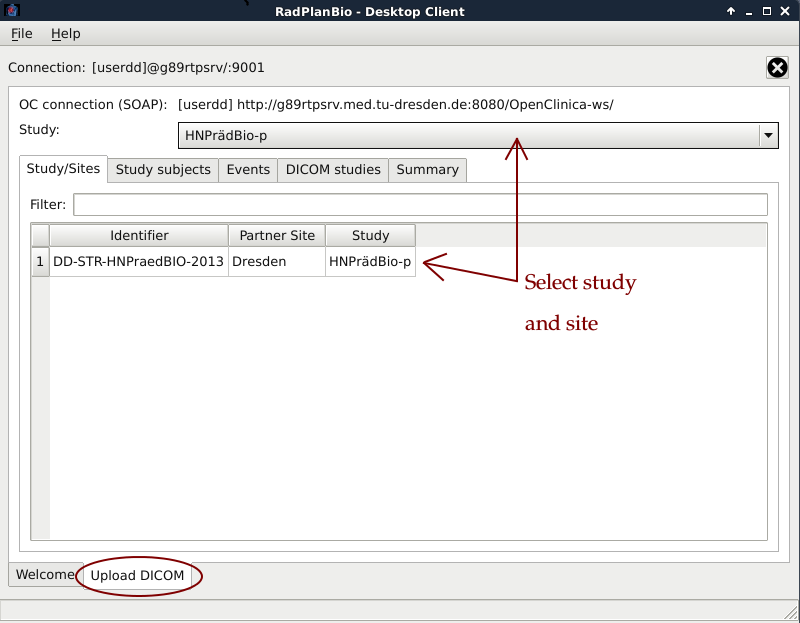 RadPlanBio - Desktop Client
File Help
Connection: [userdd]@g89rtpsrv/:9001
OC connection (SOAP): [userdd] http://g89rtpsrv.med.tu-dresden.de:8080/OpenClinica-ws/
Study: HNPrädBio-p
Study/Sites Study subjects Events DICOM studies Summary
Filter:
Identifier Partner Site Study
1 DD-STR-HNPraedBIO-2013 Dresden HNPrädBio-p
Select study
and site
Welcome Upload DICOM